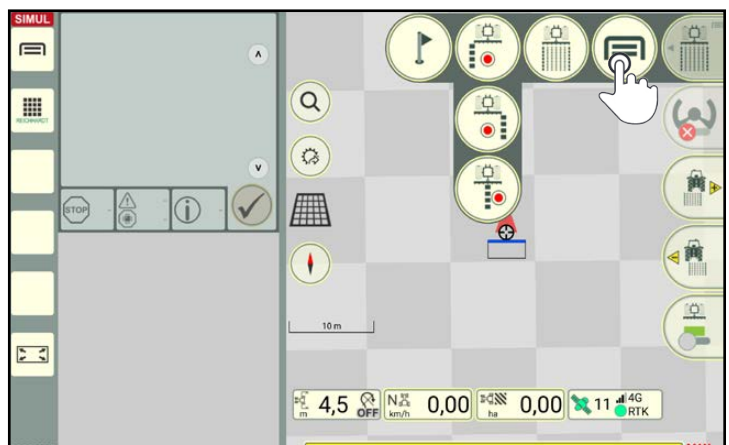 SIMUL
REICHHARDT
STOP
10 m
m 4,5 OFF
N km/h 0,00
ha 0,00
11 4G RTK